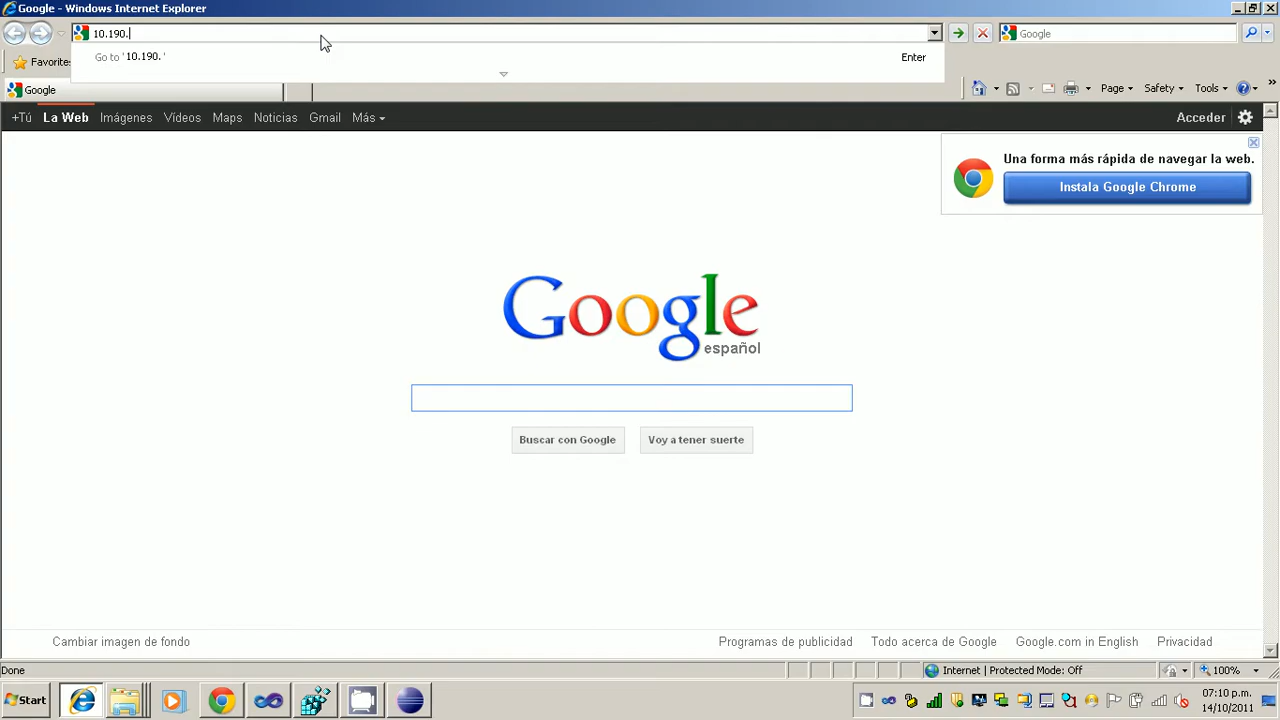 Google - Windows Internet Explorer
10.190.
Google
Go to '10.190. '
Enter
Favorites
Google
Page
Safety
Tools
+Tú La Web Imágenes Vídeos Maps Noticias Gmail Más
Acceder
Una forma más rápida de navegar la web.
Instala Google Chrome
Google
español
Buscar con Google
Voy a tener suerte
Cambiar imagen de fondo
Programas de publicidad
Todo acerca de Google
Google.com in English
Privacidad
Done
Internet | Protected Mode: Off
100%
Start
07:10 p.m.
14/10/2011